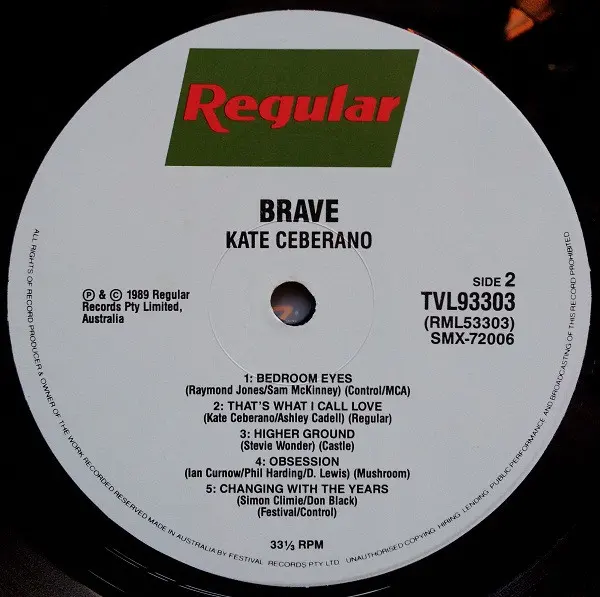 Regular
BRAVE
KATE CEBERANO
℗ & © 1989 Regular
Records Pty Limited,
Australia
SIDE 2
TVL93303
(RML53303)
SMX-72006
1: BEDROOM EYES
(Raymond Jones/Sam McKinney) (Control/MCA)
2: THAT'S WHAT I CALL LOVE
(Kate Ceberano/Ashley Cadell) (Regular)
3: HIGHER GROUND
(Stevie Wonder) (Castle)
4: OBSESSION
(Ian Curnow/Phil Harding/D. Lewis) (Mushroom)
5: CHANGING WITH THE YEARS
(Simon Climie/Don Black)
(Festival/Control)
33⅓ RPM
ALL RIGHTS OF RECORD PRODUCER & OWNER OF THE WORK RECORDED RESERVED MADE IN AUSTRALIA BY FESTIVAL RECORDS PTY LTD UNAUTHORISED COPYING HIRING LENDING PUBLIC PERFORMANCE AND BROADCASTING OF THIS RECORD PROHIBITED